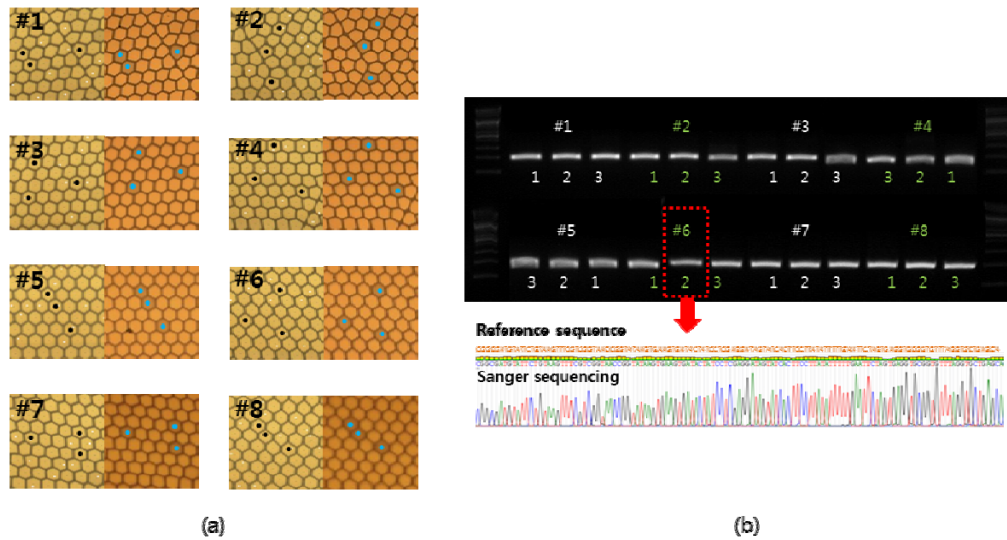 #1
#2
#3
#4
#5
#6
#7
#8
(a)
#1 #2 #3 #4
1 2 3 1 2 3 1 2 3 3 2 1
#5 #6 #7 #8
3 2 1 1 2 3 1 2 3 1 2 3
Reference sequence
Sanger sequencing
(b)